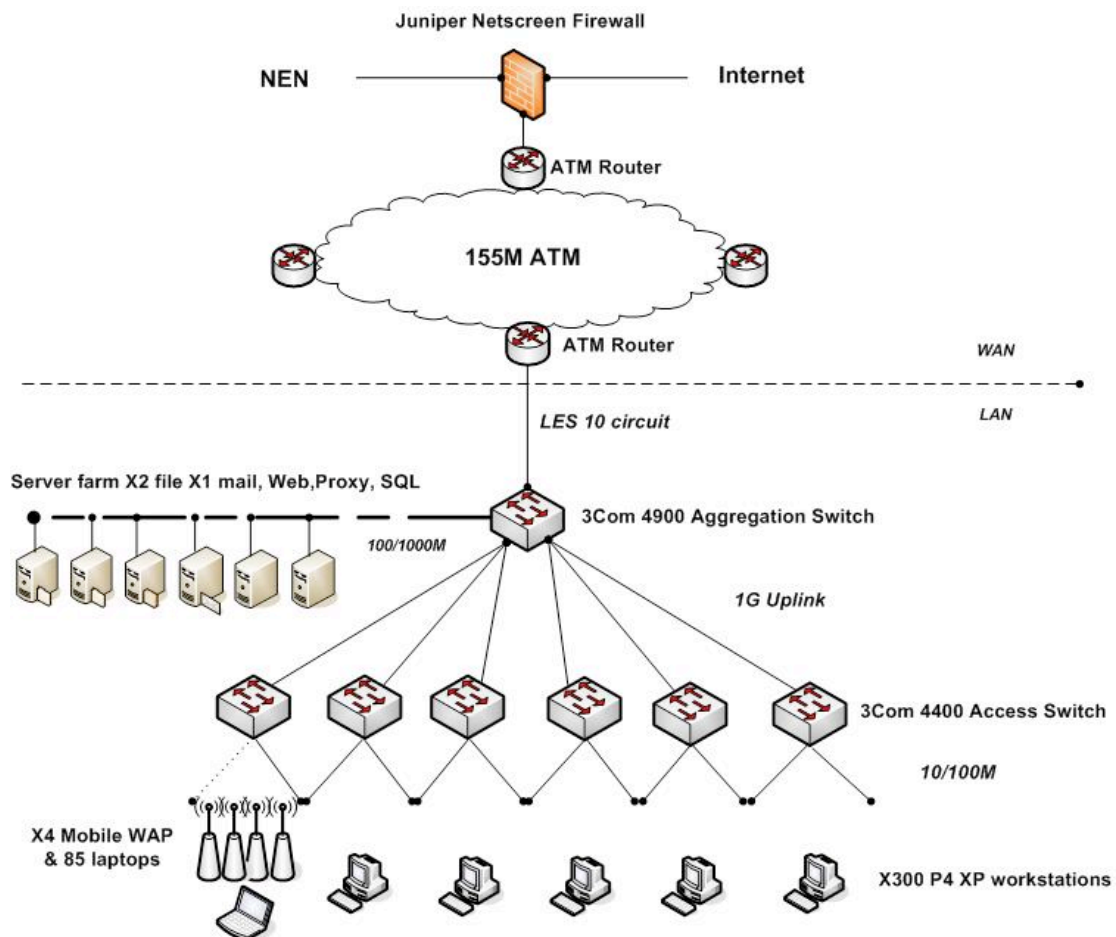 Juniper Netscreen Firewall
NEN
Internet
ATM Router
155M ATM
ATM Router
WAN
LES 10 circuit
LAN
Server farm X2 file X1 mail, Web,Proxy, SQL
3Com 4900 Aggregation Switch
100/1000M
1G Uplink
3Com 4400 Access Switch
10/100M
X4 Mobile WAP
& 85 laptops
X300 P4 XP workstations